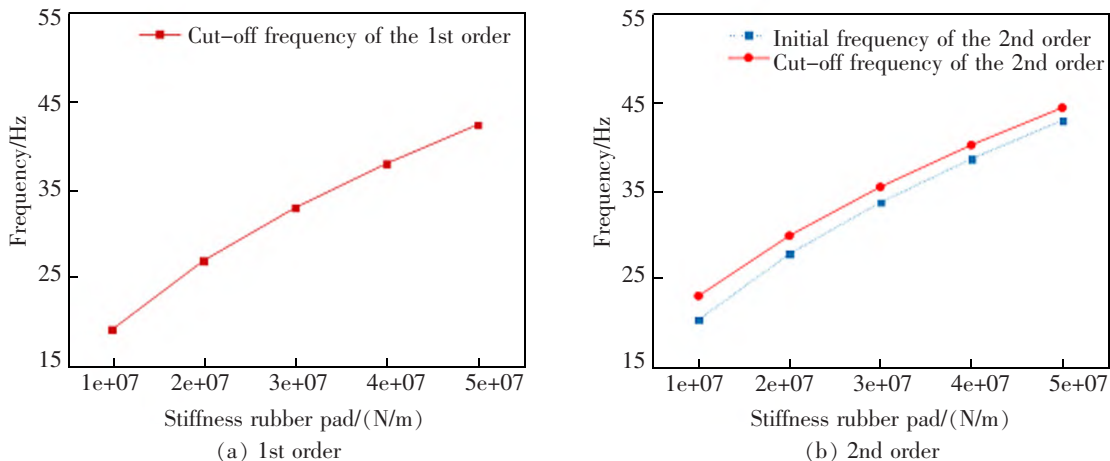 55
45
35
25
15
Frequency/Hz
Cut-off frequency of the 1st order
1e+07 2e+07 3e+07 4e+07 5e+07
Stiffness rubber pad/(N/m)
(a) 1st order
55
45
35
25
15
Frequency/Hz
Initial frequency of the 2nd order
Cut-off frequency of the 2nd order
1e+07 2e+07 3e+07 4e+07 5e+07
Stiffness rubber pad/(N/m)
(b) 2nd order